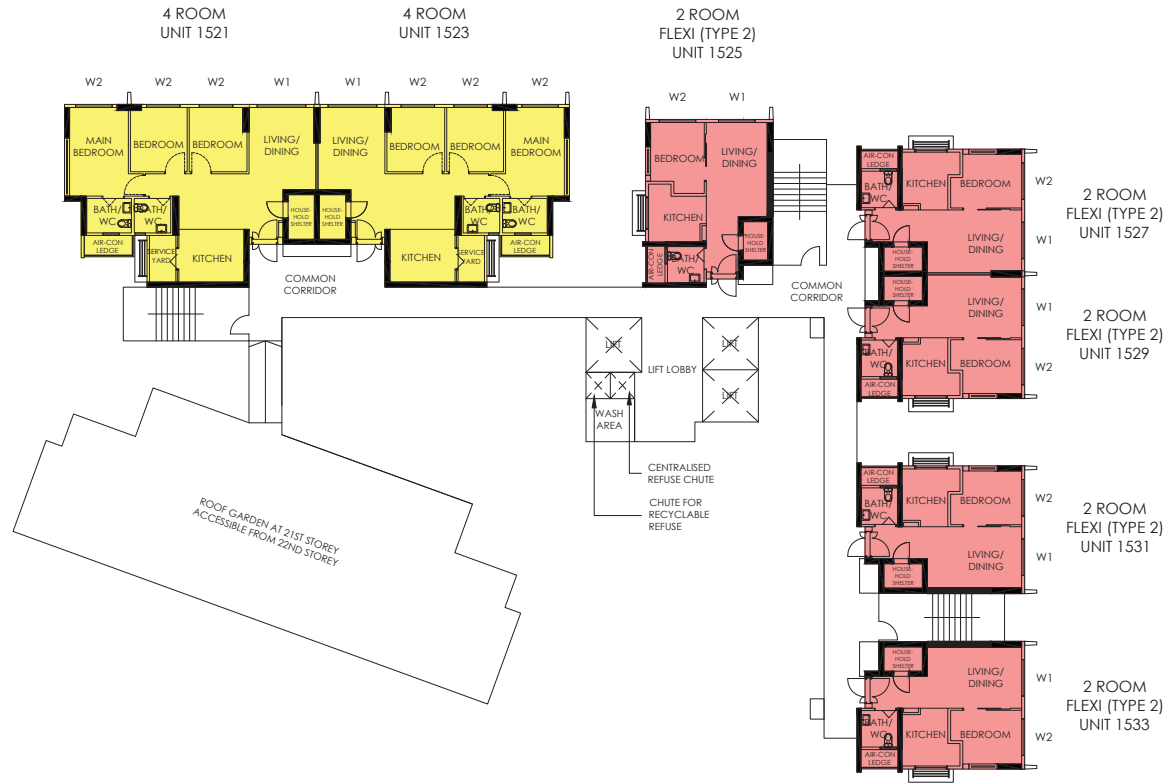 4 ROOM
UNIT 1521
4 ROOM
UNIT 1523
2 ROOM
FLEXI (TYPE 2)
UNIT 1525
W2
W2
W2
W1
W1
W2
W2
W2
MAIN
BEDROOM
BEDROOM
BEDROOM
LIVING/
DINING
LIVING/
DINING
BEDROOM
BEDROOM
MAIN
BEDROOM
BATH/
WC
BATH/
WC
HOUSE-
HOLD
SHELTER
HOUSE-
HOLD
SHELTER
BATH/
WC
BATH/
WC
AIR-CON
LEDGE
SERVICE
YARD
KITCHEN
KITCHEN
SERVICE
YARD
AIR-CON
LEDGE
COMMON
CORRIDOR
W2
W1
BEDROOM
LIVING/
DINING
KITCHEN
HOUSE-
HOLD
SHELTER
AIR-CON
LEDGE
BATH/
WC
COMMON
CORRIDOR
AIR-CON
LEDGE
BATH/
WC
KITCHEN
BEDROOM
W2
LIVING/
DINING
W1
HOUSE-
HOLD
SHELTER
2 ROOM
FLEXI (TYPE 2)
UNIT 1527
HOUSE-
HOLD
SHELTER
LIVING/
DINING
W1
BATH/
WC
KITCHEN
BEDROOM
W2
AIR-CON
LEDGE
2 ROOM
FLEXI (TYPE 2)
UNIT 1529
LIFT
LIFT LOBBY
LIFT
LIFT
WASH
AREA
CENTRALISED
REFUSE CHUTE
CHUTE FOR
RECYCLABLE
REFUSE
ROOF GARDEN AT 21ST STOREY
ACCESSIBLE FROM 22ND STOREY
AIR-CON
LEDGE
BATH/
WC
KITCHEN
BEDROOM
W2
LIVING/
DINING
W1
HOUSE-
HOLD
SHELTER
2 ROOM
FLEXI (TYPE 2)
UNIT 1531
HOUSE-
HOLD
SHELTER
LIVING/
DINING
W1
BATH/
WC
KITCHEN
BEDROOM
W2
AIR-CON
LEDGE
2 ROOM
FLEXI (TYPE 2)
UNIT 1533